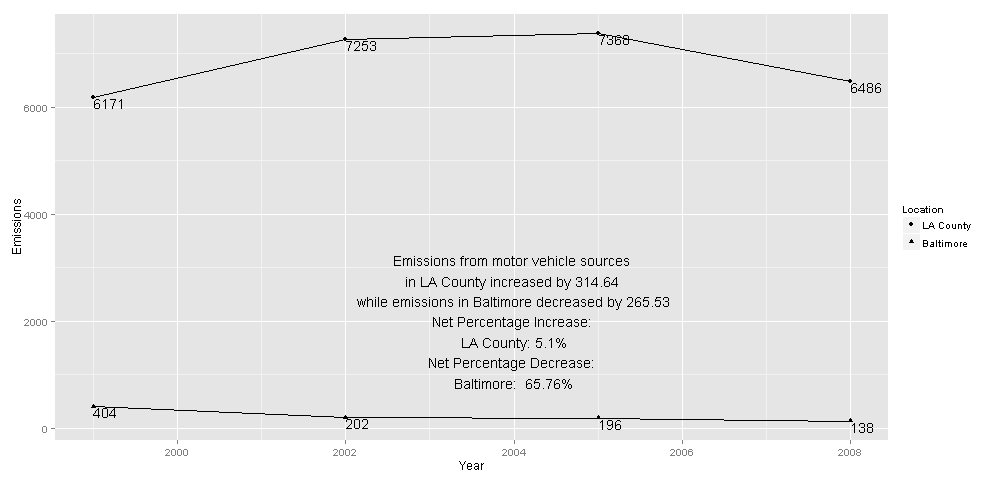 7253
7368
6171
6486
6000
4000
2000
0
Emissions
Location
LA County
Baltimore
Emissions from motor vehicle sources
in LA County increased by 314.64
while emissions in Baltimore decreased by 265.53
Net Percentage Increase:
LA County: 5.1%
Net Percentage Decrease:
Baltimore: 65.76%
404
202
196
138
2000
2002
2004
2006
2008
Year